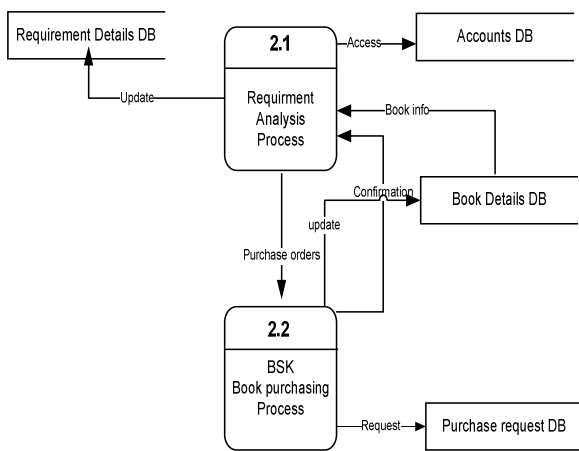 Requirement Details DB
2.1
Access
Accounts DB
Update
Requirment
Analysis
Process
Book info
Confirmation
Book Details DB
update
Purchase orders
2.2
BSK
Book purchasing
Process
Request
Purchase request DB